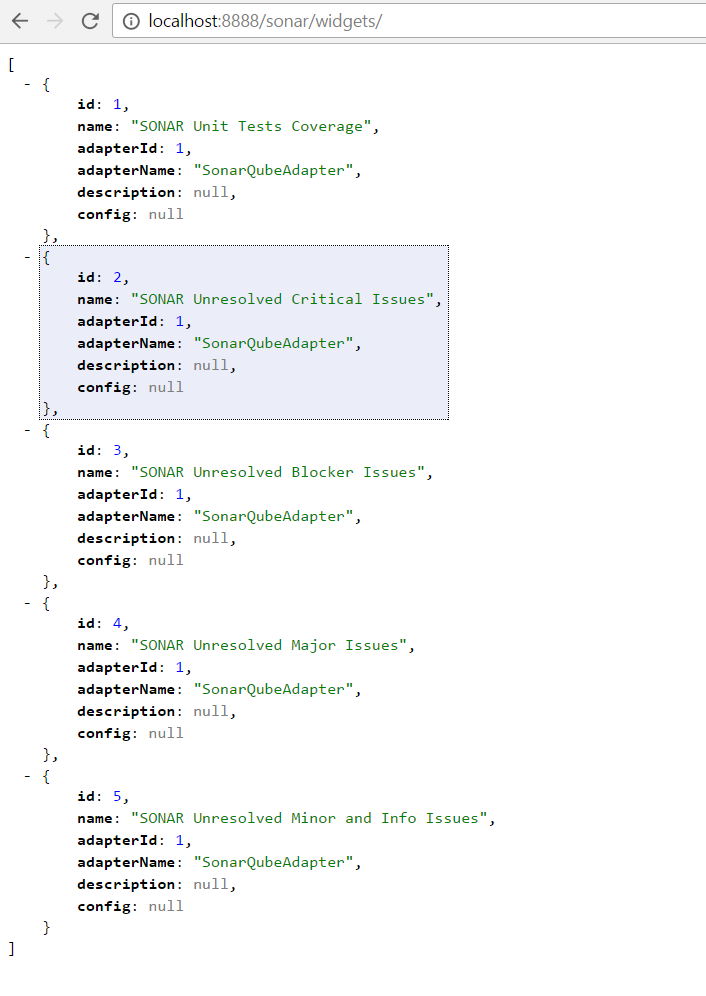 localhost:8888/sonar/widgets/
[
- {
id: 1,
name: "SONAR Unit Tests Coverage",
adapterId: 1,
adapterName: "SonarQubeAdapter",
description: null,
config: null
},
- {
id: 2,
name: "SONAR Unresolved Critical Issues",
adapterId: 1,
adapterName: "SonarQubeAdapter",
description: null,
config: null
},
- {
id: 3,
name: "SONAR Unresolved Blocker Issues",
adapterId: 1,
adapterName: "SonarQubeAdapter",
description: null,
config: null
},
- {
id: 4,
name: "SONAR Unresolved Major Issues",
adapterId: 1,
adapterName: "SonarQubeAdapter",
description: null,
config: null
},
- {
id: 5,
name: "SONAR Unresolved Minor and Info Issues",
adapterId: 1,
adapterName: "SonarQubeAdapter",
description: null,
config: null
}
]